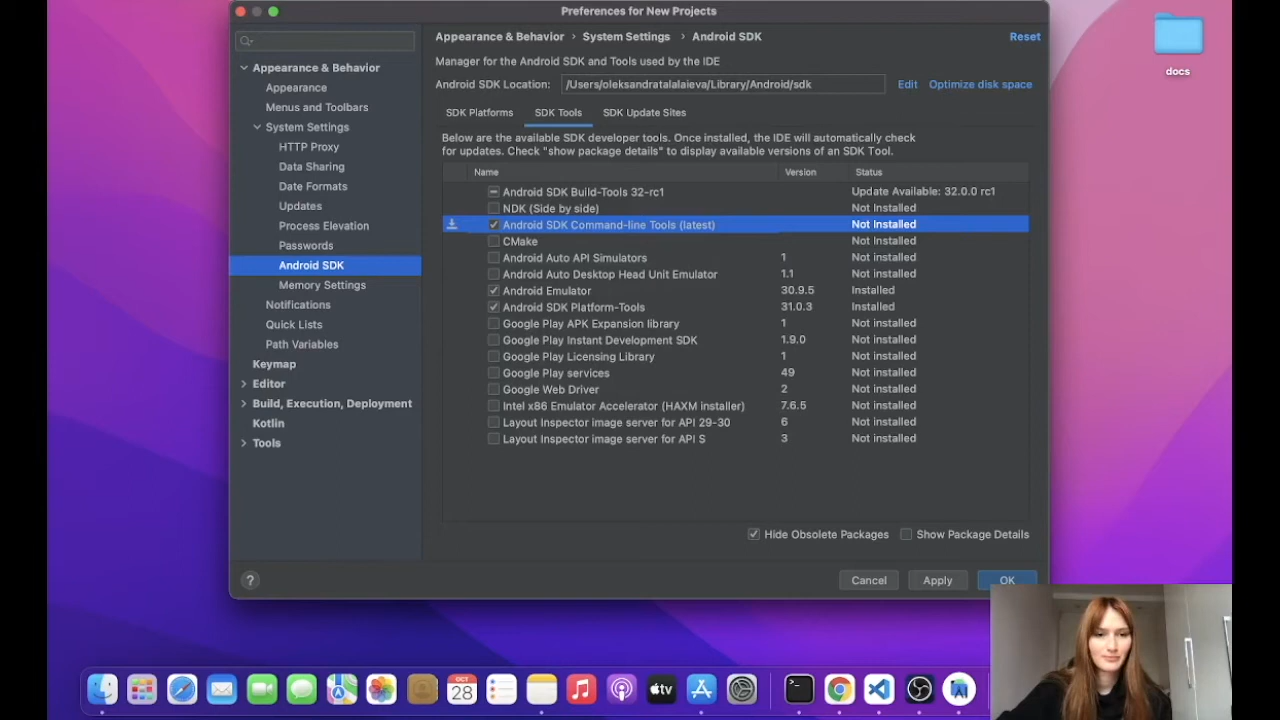 Preferences for New Projects
docs
Appearance & Behavior
Appearance
Menus and Toolbars
System Settings
HTTP Proxy
Data Sharing
Date Formats
Updates
Process Elevation
Passwords
Android SDK
Memory Settings
Notifications
Quick Lists
Path Variables
Keymap
Editor
Build, Execution, Deployment
Kotlin
Tools
Appearance & Behavior › System Settings › Android SDK Reset
Manager for the Android SDK and Tools used by the IDE
Android SDK Location: /Users/oleksandratalalaieva/Library/Android/sdk Edit Optimize disk space
SDK Platforms SDK Tools SDK Update Sites
Below are the available SDK developer tools. Once installed, the IDE will automatically check
for updates. Check "show package details" to display available versions of an SDK Tool.
Name Version Status
Android SDK Build-Tools 32-rc1 Update Available: 32.0.0 rc1
NDK (Side by side) Not Installed
Android SDK Command-line Tools (latest) Not Installed
CMake Not Installed
Android Auto API Simulators 1 Not installed
Android Auto Desktop Head Unit Emulator 1.1 Not installed
Android Emulator 30.9.5 Installed
Android SDK Platform-Tools 31.0.3 Installed
Google Play APK Expansion library 1 Not installed
Google Play Instant Development SDK 1.9.0 Not installed
Google Play Licensing Library 1 Not installed
Google Play services 49 Not installed
Google Web Driver 2 Not installed
Intel x86 Emulator Accelerator (HAXM installer) 7.6.5 Not installed
Layout Inspector image server for API 29-30 6 Not installed
Layout Inspector image server for API S 3 Not installed
Hide Obsolete Packages Show Package Details
? Cancel Apply OK
OCT
28
tv
>_